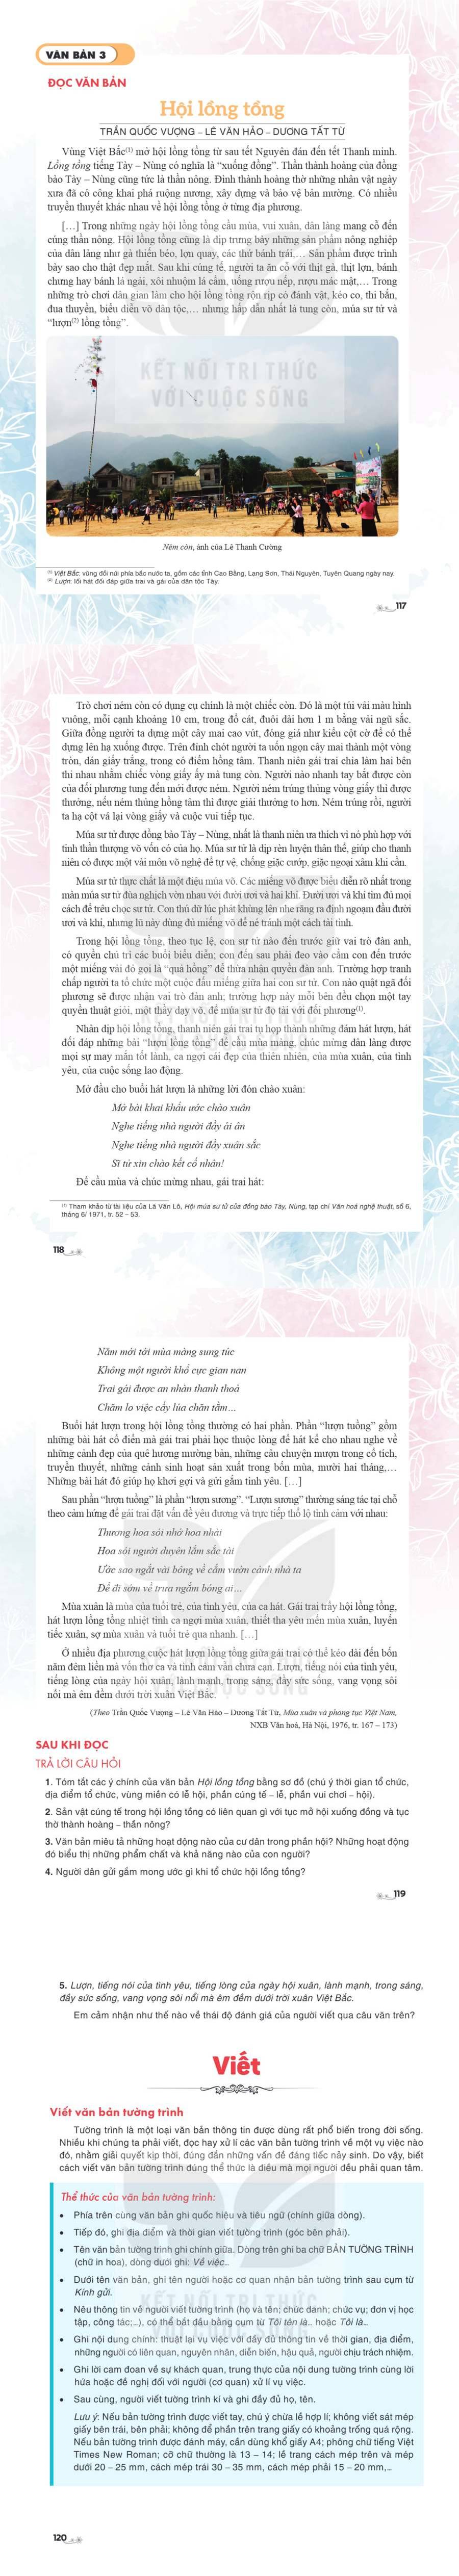 VĂN BẢN 3
ĐỌC VĂN BẢN
Hội lồng tồng
TRẦN QUỐC VƯỢNG – LÊ VĂN HẢO – DƯƠNG TẤT TỪ
Vùng Việt Bắc(1) mở hội lồng tồng từ sau tết Nguyên đán đến tết Thanh minh.
Lồng tồng tiếng Tày – Nùng có nghĩa là “xuống đồng”. Thần thành hoàng của đồng
bào Tày – Nùng cũng tức là thần nông. Đình thành hoàng thờ những nhân vật ngày
xưa đã có công khai phá ruộng nương, xây dựng và bảo vệ bản mường. Có nhiều
truyền thuyết khác nhau về hội lồng tồng ở từng địa phương.
[…] Trong những ngày hội lồng tồng cầu mùa, vui xuân, dân làng mang cỗ đến
cúng thần nông. Hội lồng tồng cũng là dịp trưng bày những sản phẩm nông nghiệp
của dân làng như gà thiến béo, lợn quay, các thứ bánh trái,… Sản phẩm được trình
bày sao cho thật đẹp mắt. Sau khi cúng tế, người ta ăn cỗ với thịt gà, thịt lợn, bánh
chưng hay bánh lá ngải, xôi nhuộm lá cẩm, uống rượu nếp, rượu mác mật,… Trong
những trò chơi dân gian làm cho hội lồng tồng rộn rịp có đánh vật, kéo co, thi bắn,
đua thuyền, biểu diễn võ dân tộc,… nhưng hấp dẫn nhất là tung còn, múa sư tử và
“lượn(2) lồng tồng”.
KẾT NỐI TRI THỨC
VỚI CUỘC SỐNG
Ném còn, ảnh của Lê Thanh Cường
(1) Việt Bắc: vùng đồi núi phía bắc nước ta, gồm các tỉnh Cao Bằng, Lạng Sơn, Thái Nguyên, Tuyên Quang ngày nay.
(2) Lượn: lối hát đối đáp giữa trai và gái của dân tộc Tày.
117
Trò chơi ném còn có dụng cụ chính là một chiếc còn. Đó là một túi vải màu hình
vuông, mỗi cạnh khoảng 10 cm, trong đổ cát, đuôi dài hơn 1 m bằng vải ngũ sắc.
Giữa đồng người ta dựng một cây mai cao vút, đóng giá như kiểu cột cờ để có thể
dựng lên hạ xuống được. Trên đỉnh chót người ta uốn ngọn cây mai thành một vòng
tròn, dán giấy trắng, trong có điểm hồng tâm. Thanh niên gái trai chia làm hai bên
thi nhau nhằm chiếc vòng giấy ấy mà tung còn. Người nào nhanh tay bắt được còn
của đối phương tung đến mới được ném. Người ném trúng thủng vòng giấy thì được
thưởng, nếu ném thủng hồng tâm thì được giải thưởng to hơn. Ném trúng rồi, người
ta hạ cột vá lại vòng giấy và cuộc vui tiếp tục.
Múa sư tử được đồng bào Tày – Nùng, nhất là thanh niên ưa thích vì nó phù hợp với
tinh thần thượng võ vốn có của họ. Múa sư tử là dịp rèn luyện thân thể, giúp cho thanh
niên có được một vài món võ nghệ để tự vệ, chống giặc cướp, giặc ngoại xâm khi cần.
Múa sư tử thực chất là một điệu múa võ. Các miếng võ được biểu diễn rõ nhất trong
màn múa sư tử đùa nghịch vờn nhau với đười ươi và hai khỉ. Đười ươi và khỉ tìm đủ mọi
cách để trêu chọc sư tử. Con thú dữ lúc phát khùng lên nhe răng ra định ngoạm đầu đười
ươi và khỉ, nhưng lũ này dùng đủ miếng võ để né tránh một cách tài tình.
Trong hội lồng tồng, theo tục lệ, con sư tử nào đến trước giữ vai trò đàn anh,
có quyền chủ trì các buổi biểu diễn; con đến sau phải đeo vào cằm con đến trước
một miếng vải đỏ gọi là “quả hồng” để thừa nhận quyền đàn anh. Trường hợp tranh
chấp người ta tổ chức một cuộc đấu miếng giữa hai con sư tử. Con nào quật ngã đối
phương sẽ được nhận vai trò đàn anh; trường hợp này mỗi bên đều chọn một tay
quyền thuật giỏi, một thầy dạy võ, để múa sư tử đọ tài với đối phương(1).
Nhân dịp hội lồng tồng, thanh niên gái trai tụ họp thành những đám hát lượn, hát
đối đáp những bài “lượn lồng tồng” để cầu mùa màng, chúc mừng dân làng được
mọi sự may mắn tốt lành, ca ngợi cái đẹp của thiên nhiên, của mùa xuân, của tình
yêu, của cuộc sống lao động.
Mở đầu cho buổi hát lượn là những lời đón chào xuân:
Mở bài khai khẩu ước chào xuân
Nghe tiếng nhà người đầy ái ân
Nghe tiếng nhà người đầy xuân sắc
Sĩ tử xin chào kết cố nhân!
Để cầu mùa và chúc mừng nhau, gái trai hát:
(1) Tham khảo từ tài liệu của Lã Văn Lô, Hội múa sư tử của đồng bào Tày, Nùng, tạp chí Văn hoá nghệ thuật, số 6,
tháng 6/ 1971, tr. 52 – 53.
118
Năm mới tới mùa màng sung túc
Không một người khổ cực gian nan
Trai gái được an nhàn thanh thoả
Chăm lo việc cấy lúa chăn tằm…
Buổi hát lượn trong hội lồng tồng thường có hai phần. Phần “lượn tuồng” gồm
những bài hát cổ điển mà gái trai phải học thuộc lòng để hát kể cho nhau nghe về
những cảnh đẹp của quê hương mường bản, những câu chuyện mượn trong cổ tích,
truyền thuyết, những cảnh sinh hoạt sản xuất trong bốn mùa, mười hai tháng,…
Những bài hát đó giúp họ khơi gợi và gửi gắm tình yêu. […]
Sau phần “lượn tuồng” là phần “lượn sương”. “Lượn sương” thường sáng tác tại chỗ
theo cảm hứng để gái trai đặt vấn đề yêu đương và trực tiếp thổ lộ tình cảm với nhau:
Thương hoa sói nhớ hoa nhài
Hoa sói người duyên lắm sắc tài
Ước sao ngắt vài bông về cắm vườn cảnh nhà ta
Để đi sớm về trưa ngắm bóng ai…
Mùa xuân là mùa của tuổi trẻ, của tình yêu, của ca hát. Gái trai trẩy hội lồng tồng,
hát lượn lồng tồng nhiệt tình ca ngợi mùa xuân, thiết tha yêu mến mùa xuân, luyến
tiếc xuân, sợ mùa xuân và tuổi trẻ qua nhanh. […]
Ở nhiều địa phương cuộc hát lượn lồng tồng giữa gái trai có thể kéo dài đến bốn
năm đêm liền mà vốn thơ ca và tình cảm vẫn chưa cạn. Lượn, tiếng nói của tình yêu,
tiếng lòng của ngày hội xuân, lành mạnh, trong sáng, đầy sức sống, vang vọng sôi
nổi mà êm đềm dưới trời xuân Việt Bắc.
(Theo Trần Quốc Vượng – Lê Văn Hảo – Dương Tất Từ, Mùa xuân và phong tục Việt Nam,
NXB Văn hoá, Hà Nội, 1976, tr. 167 – 173)
SAU KHI ĐỌC
TRẢ LỜI CÂU HỎI
1. Tóm tắt các ý chính của văn bản Hội lồng tồng bằng sơ đồ (chú ý thời gian tổ chức,
địa điểm tổ chức, vùng miền có lễ hội, phần cúng tế – lễ, phần vui chơi – hội).
2. Sản vật cúng tế trong hội lồng tồng có liên quan gì với tục mở hội xuống đồng và tục
thờ thành hoàng – thần nông?
3. Văn bản miêu tả những hoạt động nào của cư dân trong phần hội? Những hoạt động
đó biểu thị những phẩm chất và khả năng nào của con người?
4. Người dân gửi gắm mong ước gì khi tổ chức hội lồng tồng?
119
5. Lượn, tiếng nói của tình yêu, tiếng lòng của ngày hội xuân, lành mạnh, trong sáng,
đầy sức sống, vang vọng sôi nổi mà êm đềm dưới trời xuân Việt Bắc.
Em cảm nhận như thế nào về thái độ đánh giá của người viết qua câu văn trên?
Viết
Viết văn bản tường trình
Tường trình là một loại văn bản thông tin được dùng rất phổ biến trong đời sống.
Nhiều khi chúng ta phải viết, đọc hay xử lí các văn bản tường trình về một vụ việc nào
đó, nhằm giải quyết kịp thời, đúng đắn những vấn đề đáng tiếc nảy sinh. Do vậy, biết
cách viết văn bản tường trình đúng thể thức là điều mà mọi người đều phải quan tâm.
Thể thức của văn bản tường trình:
• Phía trên cùng văn bản ghi quốc hiệu và tiêu ngữ (chính giữa dòng).
• Tiếp đó, ghi địa điểm và thời gian viết tường trình (góc bên phải).
• Tên văn bản tường trình ghi chính giữa. Dòng trên ghi ba chữ BẢN TƯỜNG TRÌNH
(chữ in hoa), dòng dưới ghi: Về việc…
• Dưới tên văn bản, ghi tên người hoặc cơ quan nhận bản tường trình sau cụm từ
Kính gửi.
• Nêu thông tin về người viết tường trình (họ và tên; chức danh; chức vụ; đơn vị học
tập, công tác;…), có thể bắt đầu bằng cụm từ Tôi tên là… hoặc Tôi là…
• Ghi nội dung chính: thuật lại vụ việc với đầy đủ thông tin về thời gian, địa điểm,
những người có liên quan, nguyên nhân, diễn biến, hậu quả, người chịu trách nhiệm.
• Ghi lời cam đoan về sự khách quan, trung thực của nội dung tường trình cùng lời
hứa hoặc đề nghị đối với người (cơ quan) xử lí vụ việc.
• Sau cùng, người viết tường trình kí và ghi đầy đủ họ, tên.
Lưu ý: Nếu bản tường trình được viết tay, chú ý chừa lề hợp lí; không viết sát mép
giấy bên trái, bên phải; không để phần trên trang giấy có khoảng trống quá rộng.
Nếu bản tường trình được đánh máy, cần dùng khổ giấy A4; phông chữ tiếng Việt
Times New Roman; cỡ chữ thường là 13 – 14; lề trang cách mép trên và mép
dưới 20 – 25 mm, cách mép trái 30 – 35 mm, cách mép phải 15 – 20 mm,…
120